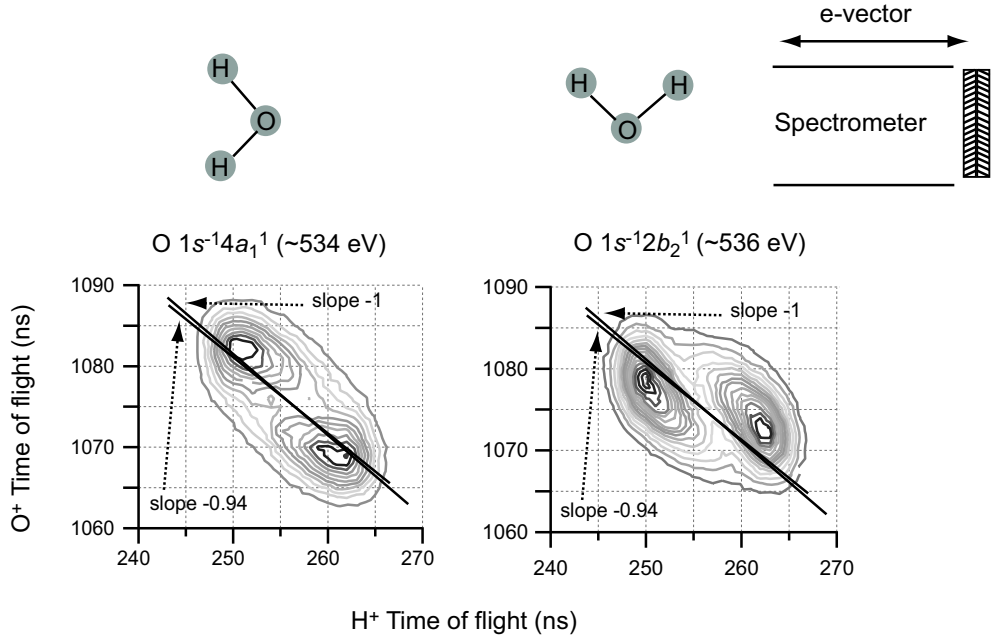 e-vector
H
H
H
O
O
H
Spectrometer
O 1s⁻¹4a₁¹ (~534 eV)
O 1s⁻¹2b₂¹ (~536 eV)
1090
1080
1070
1060
slope -1
slope -0.94
240
250
260
270
1090
1080
1070
1060
slope -1
slope -0.94
240
250
260
270
O⁺ Time of flight (ns)
H⁺ Time of flight (ns)